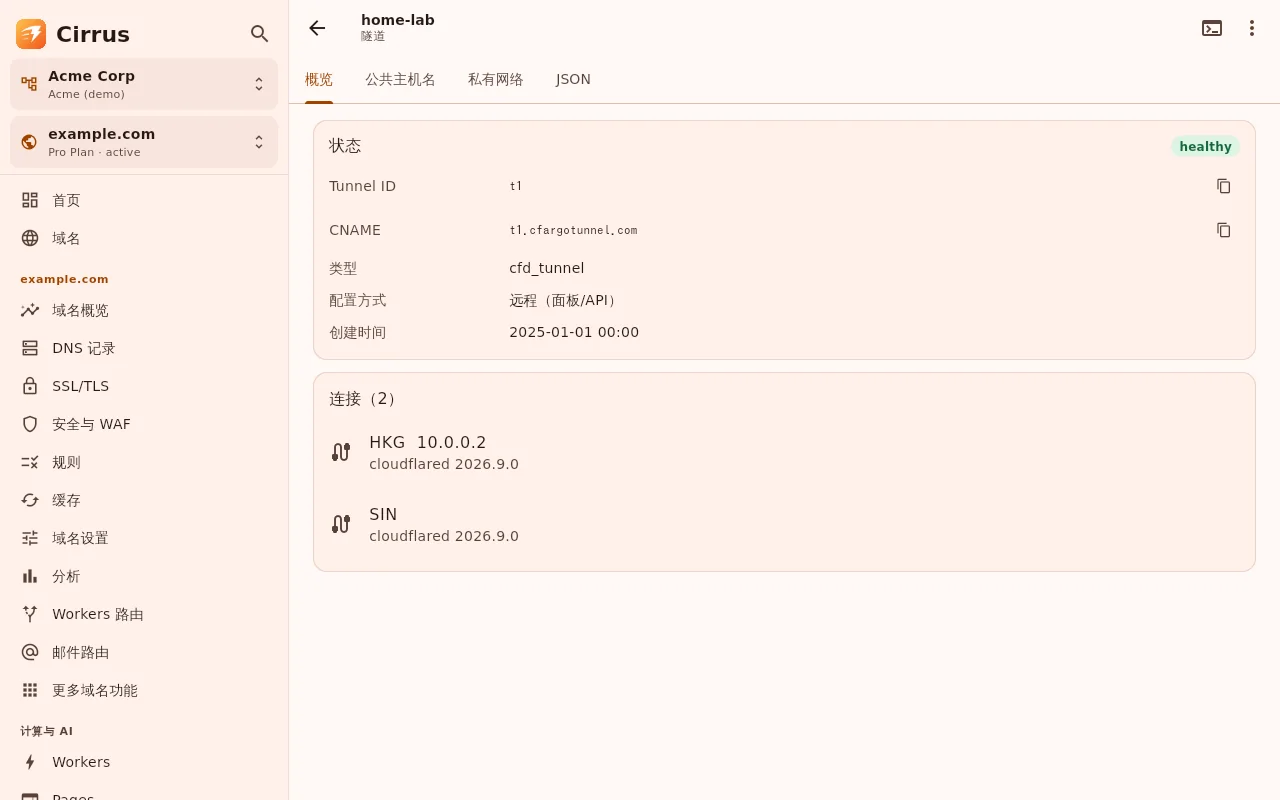 Cirrus
Acme Corp
Acme (demo)
example.com
Pro Plan · active
首页
域名
example.com
域名概览
DNS 记录
SSL/TLS
安全与 WAF
规则
缓存
域名设置
分析
Workers 路由
邮件路由
更多域名功能
计算与 AI
Workers
Pages
home-lab
隧道
概览 公共主机名 私有网络 JSON
状态 healthy
Tunnel ID t1
CNAME t1.cfargotunnel.com
类型 cfd_tunnel
配置方式 远程（面板/API）
创建时间 2025-01-01 00:00
连接（2）
HKG 10.0.0.2
cloudflared 2026.9.0
SIN
cloudflared 2026.9.0